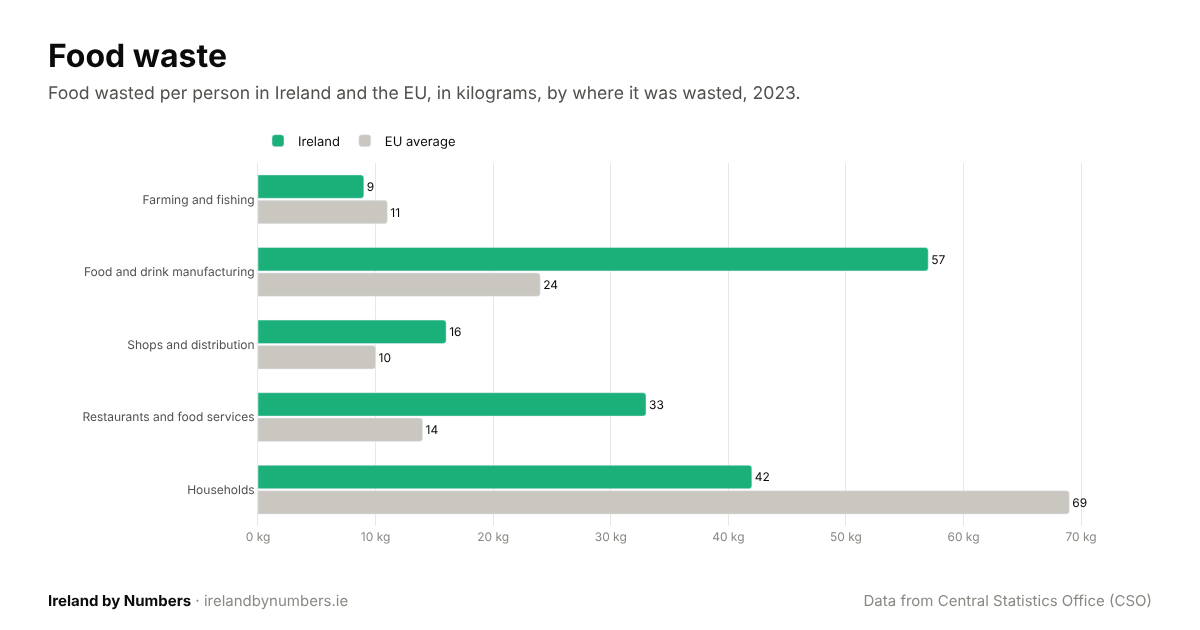 Food waste
Food wasted per person in Ireland and the EU, in kilograms, by where it was wasted, 2023.
Ireland EU average
Farming and fishing 9
11
Food and drink manufacturing 57
24
Shops and distribution 16
10
Restaurants and food services 33
14
Households 42
69
0 kg 10 kg 20 kg 30 kg 40 kg 50 kg 60 kg 70 kg
Ireland by Numbers · irelandbynumbers.ie Data from Central Statistics Office (CSO)